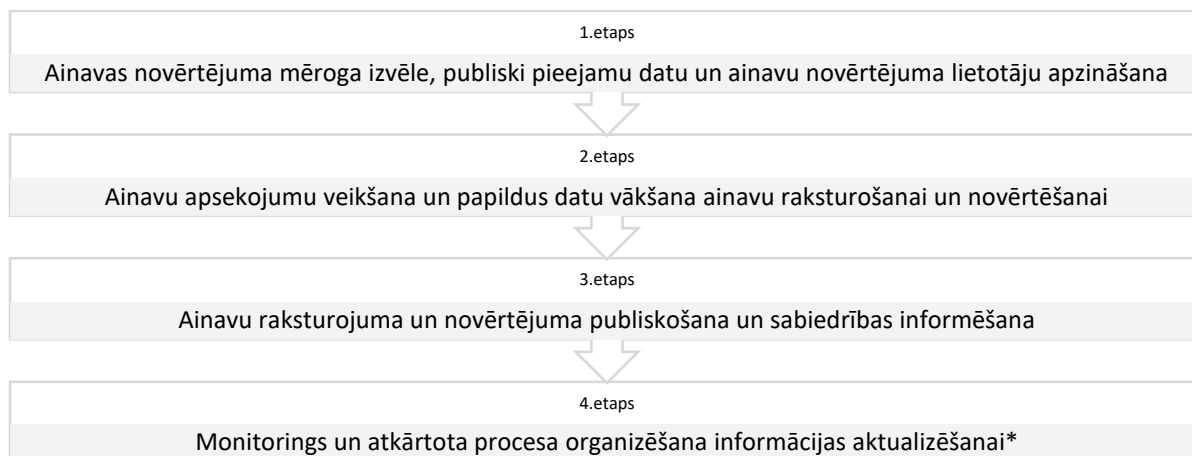 1.etaps
Ainavas novērtējuma mēroga izvēle, publiski pieejamu datu un ainavu novērtējuma lietotāju apzināšana
2.etaps
Ainavu apsekojumu veikšana un papildus datu vākšana ainavu raksturošanai un novērtēšanai
3.etaps
Ainavu raksturojuma un novērtējuma publiskošana un sabiedrības informēšana
4.etaps
Monitorings un atkārtota procesa organizēšana informācijas aktualizēšanai*